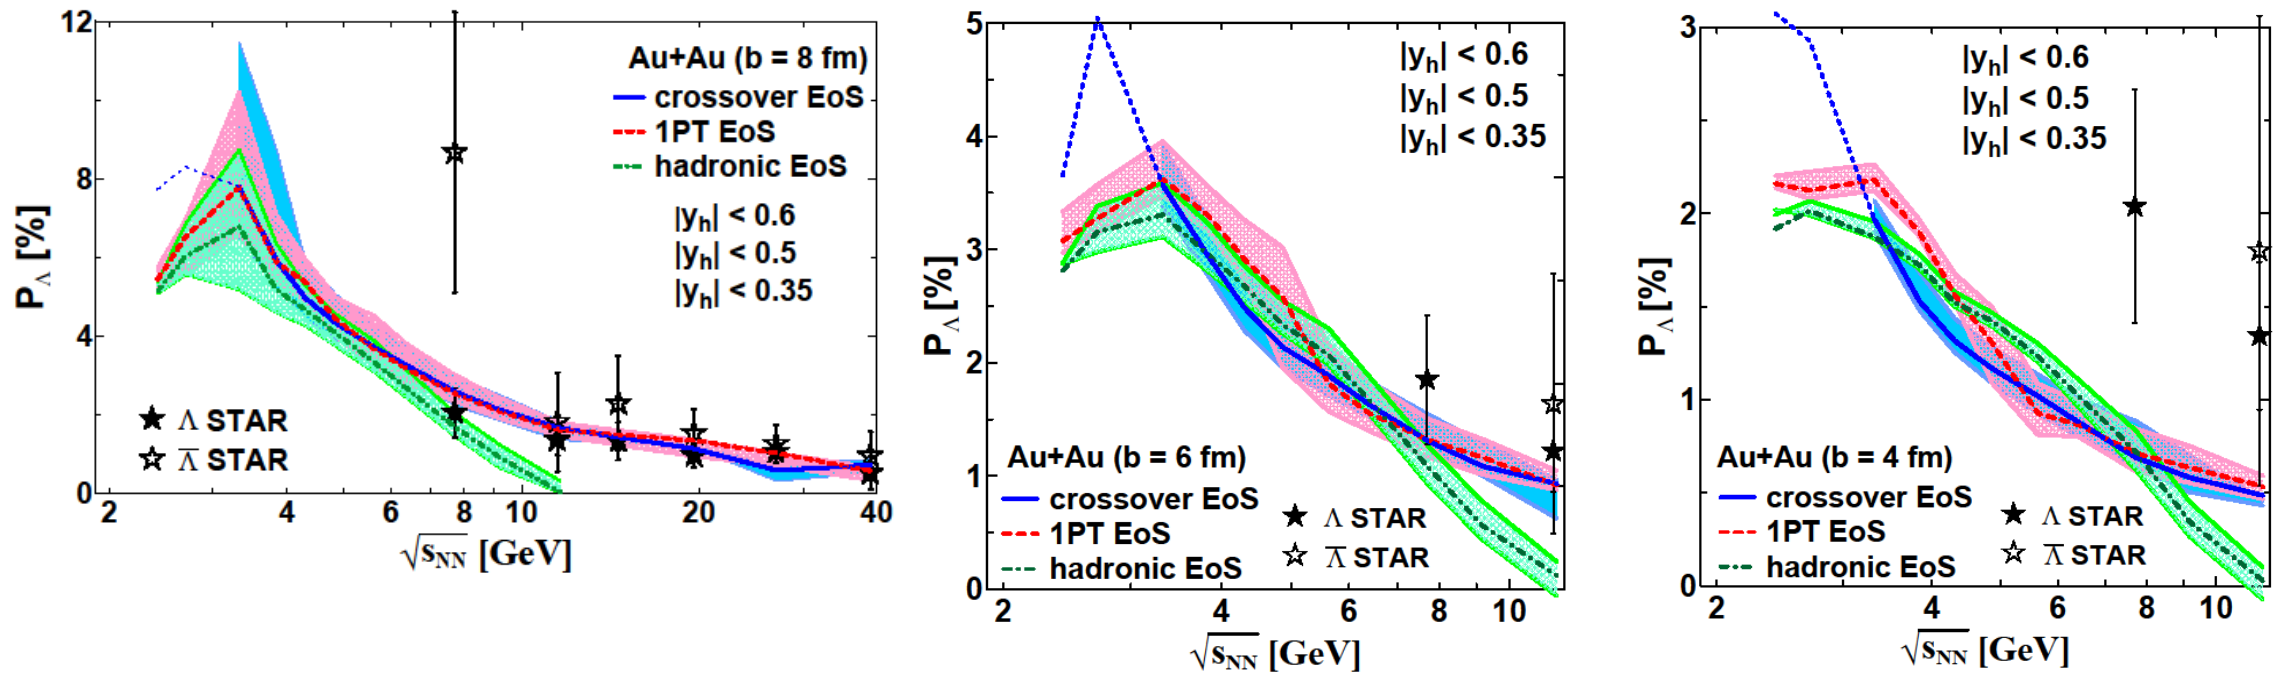 12
8
4
0
P_Λ [%]
Au+Au (b = 8 fm)
crossover EoS
1PT EoS
hadronic EoS
|y_h| < 0.6
|y_h| < 0.5
|y_h| < 0.35
Λ STAR
Λ̅ STAR
2 4 6 8 10 20 40
√s_NN [GeV]
5
4
3
2
1
0
P_Λ [%]
|y_h| < 0.6
|y_h| < 0.5
|y_h| < 0.35
Au+Au (b = 6 fm)
crossover EoS
1PT EoS
hadronic EoS
Λ STAR
Λ̅ STAR
2 4 6 8 10
√s_NN [GeV]
3
2
1
0
P_Λ [%]
|y_h| < 0.6
|y_h| < 0.5
|y_h| < 0.35
Au+Au (b = 4 fm)
crossover EoS
1PT EoS
hadronic EoS
Λ STAR
Λ̅ STAR
2 4 6 8 10
√s_NN [GeV]